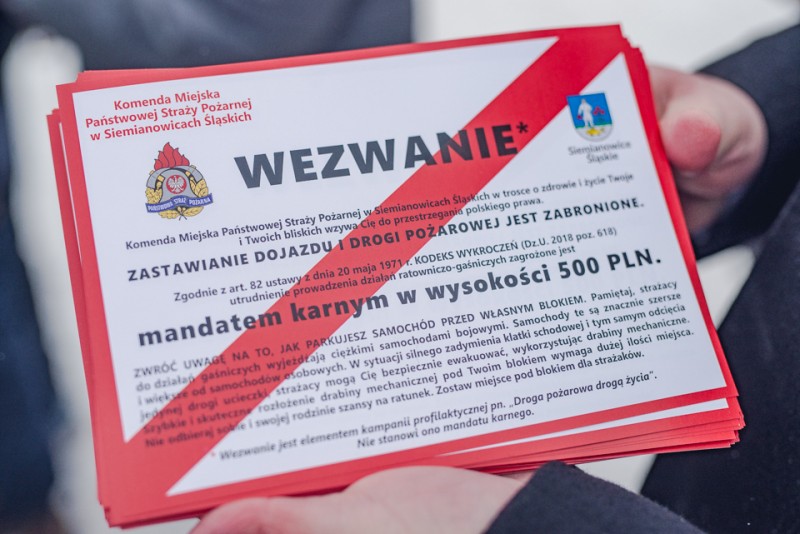 Komenda Miejska
Państwowej Straży Pożarnej
w Siemianowicach Śląskich
WEZWANIE*
Siemianowice
Śląskie
PAŃSTWOWA STRAŻ POŻARNA
Komenda Miejska Państwowej Straży Pożarnej w Siemianowicach Śląskich w trosce o zdrowie i życie Twoje
i Twoich bliskich wzywa Cię do przestrzegania polskiego prawa.
ZASTAWIANIE DOJAZDU I DROGI POŻAROWEJ JEST ZABRONIONE.
Zgodnie z art. 82 ustawy z dnia 20 maja 1971 r. KODEKS WYKROCZEŃ (Dz.U. 2018 poz. 618)
utrudnienie prowadzenia działań ratowniczo-gaśniczych zagrożone jest
mandatem karnym w wysokości 500 PLN.
ZWRÓĆ UWAGĘ NA TO, JAK PARKUJESZ SAMOCHÓD PRZED WŁASNYM BLOKIEM. Pamiętaj, strażacy
do działań gaśniczych wyjeżdżają ciężkimi samochodami bojowymi. Samochody te są znacznie szersze
i większe od samochodów osobowych. W sytuacji silnego zadymienia klatki schodowej i tym samym odcięcia
jedynej drogi ucieczki, strażacy mogą Cię bezpiecznie ewakuować, wykorzystując drabiny mechaniczne.
Szybkie i skuteczne rozłożenie drabiny mechanicznej pod Twoim blokiem wymaga dużej ilości miejsca.
Nie odbieraj sobie i swojej rodzinie szansy na ratunek. Zostaw miejsce pod blokiem dla strażaków.
* Wezwanie jest elementem kampanii profilaktycznej pn. „Droga pożarowa drogą życia”.
Nie stanowi ono mandatu karnego.